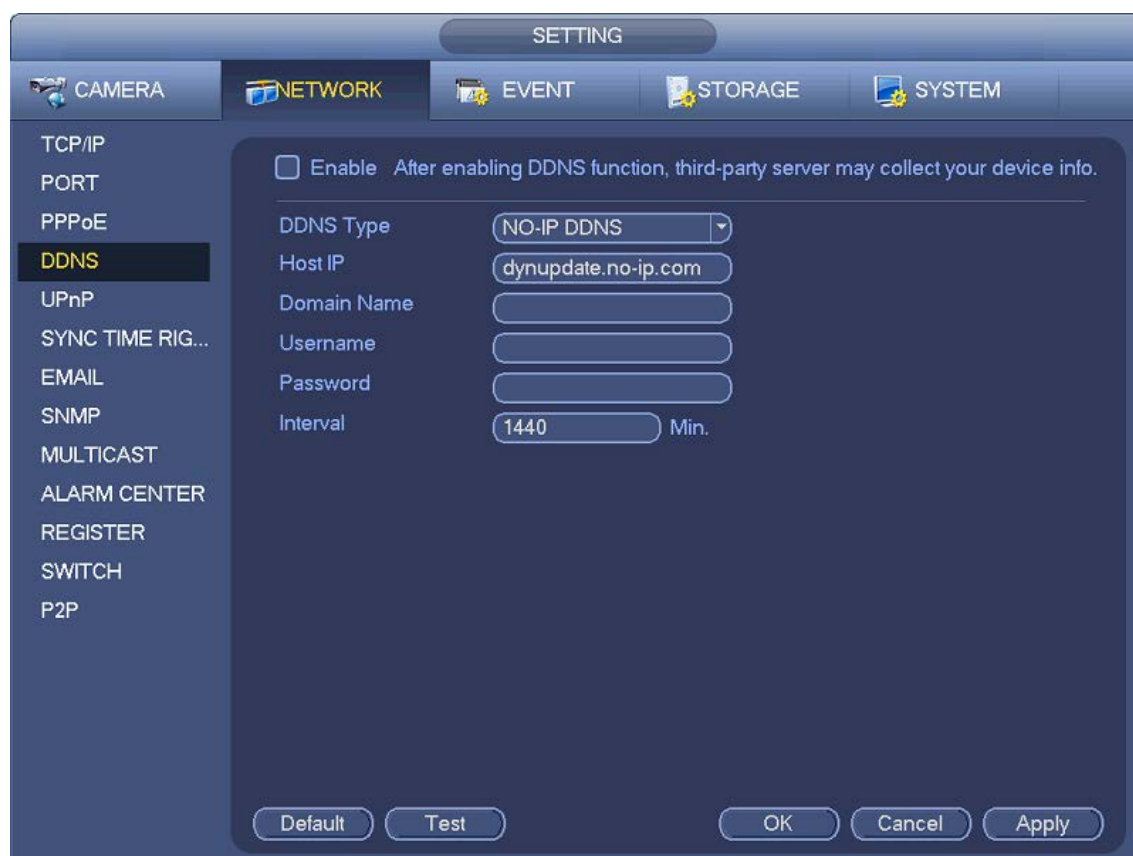 SETTING
CAMERA NETWORK EVENT STORAGE SYSTEM
TCP/IP
PORT
PPPoE
DDNS
UPnP
SYNC TIME RIG...
EMAIL
SNMP
MULTICAST
ALARM CENTER
REGISTER
SWITCH
P2P
Enable After enabling DDNS function, third-party server may collect your device info.
DDNS Type NO-IP DDNS
Host IP dynupdate.no-ip.com
Domain Name
Username
Password
Interval 1440 Min.
Default Test OK Cancel Apply